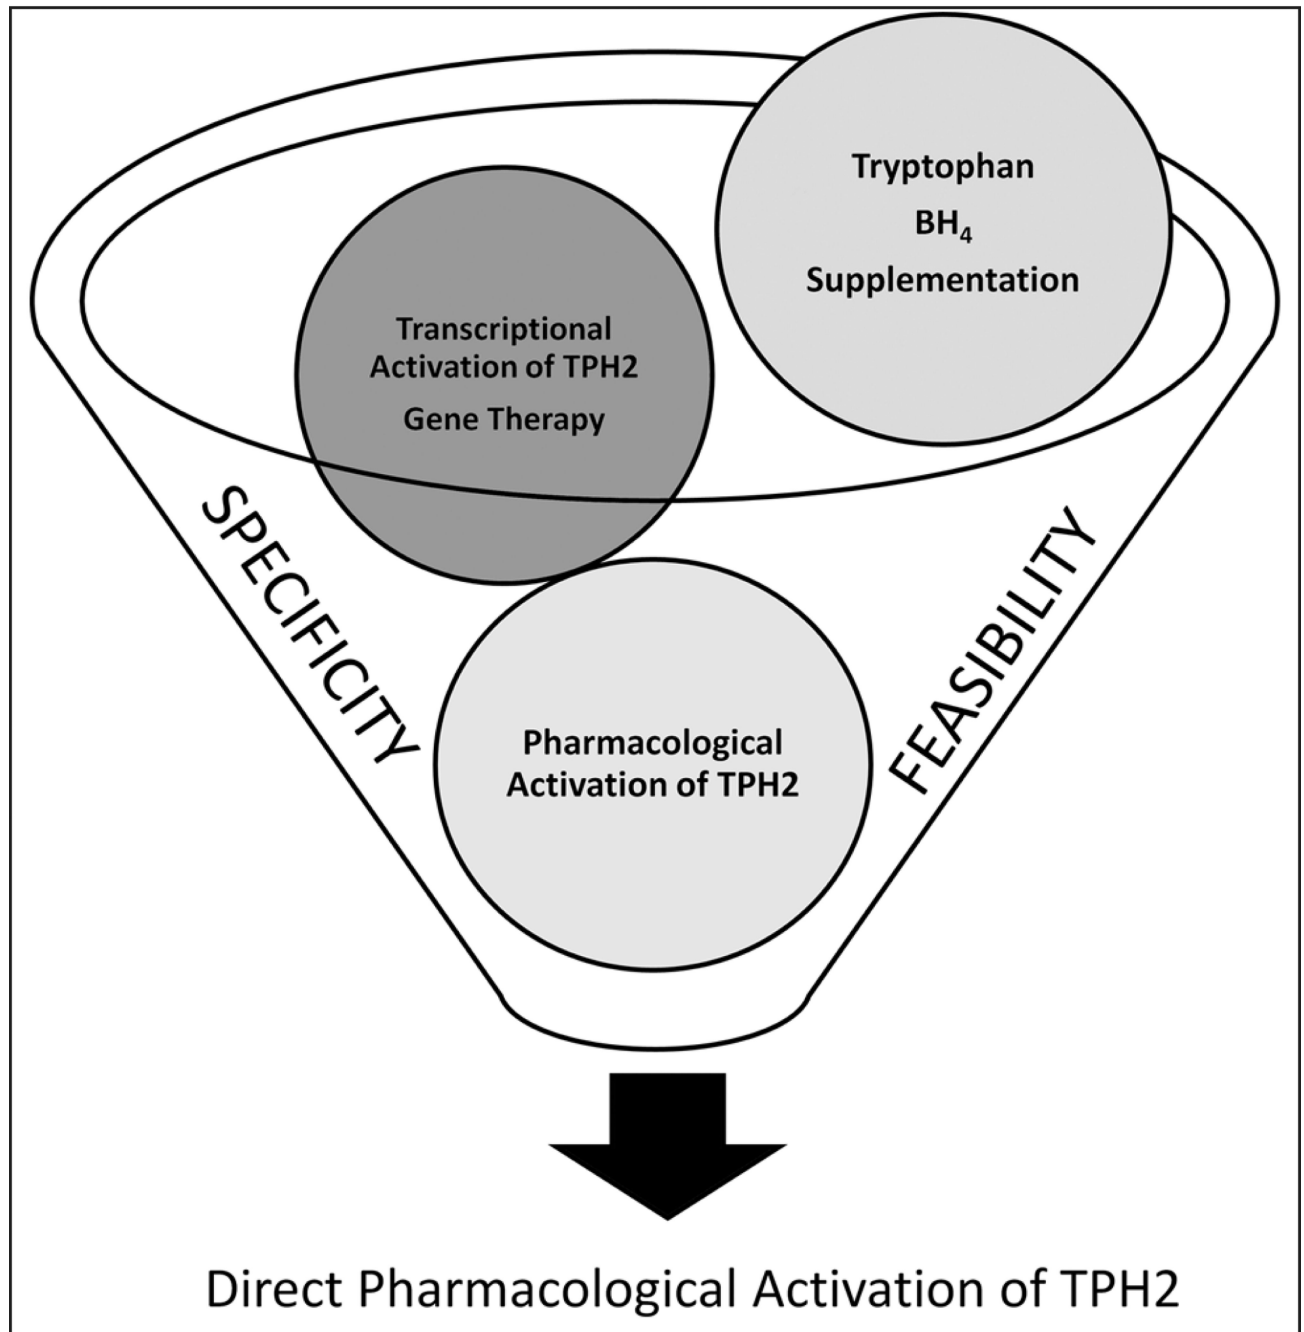 Tryptophan
BH₄
Supplementation
Transcriptional
Activation of TPH2
Gene Therapy
SPECIFICITY
FEASIBILITY
Pharmacological
Activation of TPH2
Direct Pharmacological Activation of TPH2